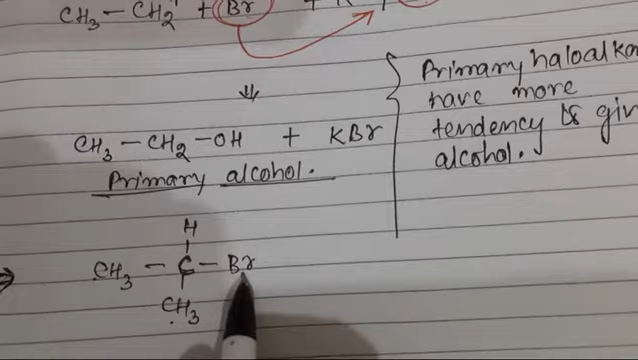 CH3 - CH2 + Br + K
CH3 - CH2 - OH + KBr
Primary alcohol.
Primary haloalka
have more
tendency to giv
alcohol.
H
CH3 - C - Br
CH3